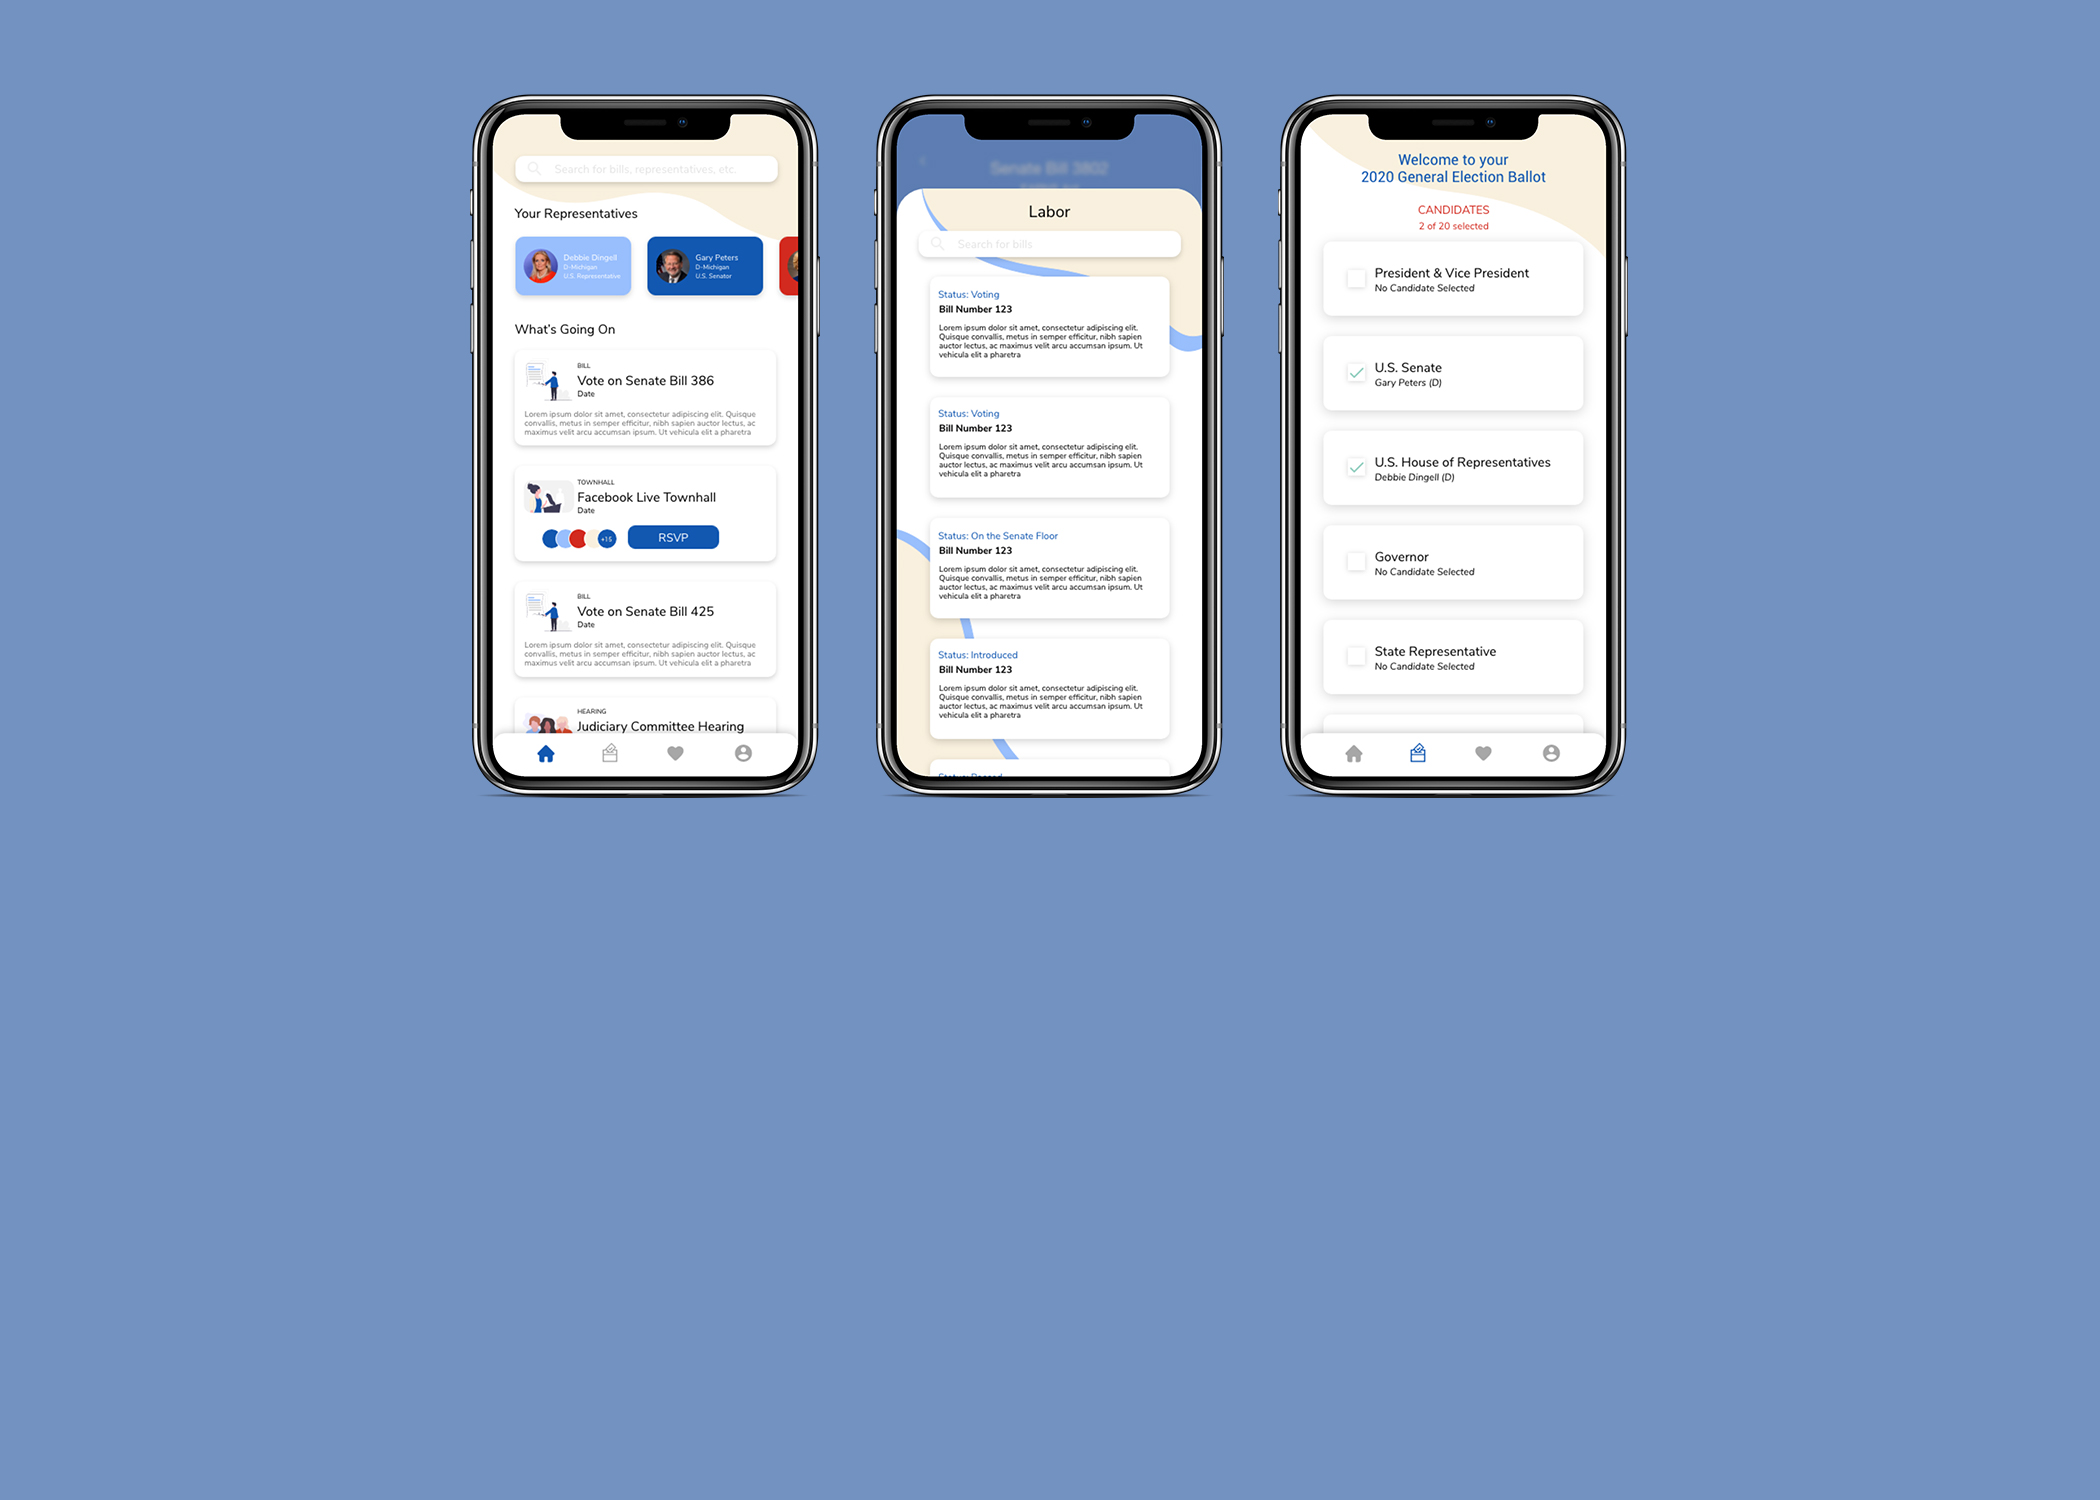 Search for bills, representatives, etc.
Your Representatives
Debbie Dingell
D-Michigan
U.S. Representative
Gary Peters
D-Michigan
U.S. Senator
What's Going On
BILL
Vote on Senate Bill 386
Date
Lorem ipsum dolor sit amet, consectetur adipiscing elit. Quisque
convallis, metus in semper efficitur, nibh sapien auctor lectus, ac
maximus velit arcu accumsan ipsum. Ut vehicula elit a pharetra
TOWNHALL
Facebook Live Townhall
Date
+15
RSVP
BILL
Vote on Senate Bill 425
Date
Lorem ipsum dolor sit amet, consectetur adipiscing elit. Quisque
convallis, metus in semper efficitur, nibh sapien auctor lectus, ac
maximus velit arcu accumsan ipsum. Ut vehicula elit a pharetra
HEARING
Judiciary Committee Hearing
Senate Bill 3802
Labor
Search for bills
Status: Voting
Bill Number 123
Lorem ipsum dolor sit amet, consectetur adipiscing elit.
Quisque convallis, metus in semper efficitur, nibh sapien
auctor lectus, ac maximus velit arcu accumsan ipsum. Ut
vehicula elit a pharetra
Status: Voting
Bill Number 123
Lorem ipsum dolor sit amet, consectetur adipiscing elit.
Quisque convallis, metus in semper efficitur, nibh sapien
auctor lectus, ac maximus velit arcu accumsan ipsum. Ut
vehicula elit a pharetra
Status: On the Senate Floor
Bill Number 123
Lorem ipsum dolor sit amet, consectetur adipiscing elit.
Quisque convallis, metus in semper efficitur, nibh sapien
auctor lectus, ac maximus velit arcu accumsan ipsum. Ut
vehicula elit a pharetra
Status: Introduced
Bill Number 123
Lorem ipsum dolor sit amet, consectetur adipiscing elit.
Quisque convallis, metus in semper efficitur, nibh sapien
auctor lectus, ac maximus velit arcu accumsan ipsum. Ut
vehicula elit a pharetra
Status: Passed
Welcome to your
2020 General Election Ballot
CANDIDATES
2 of 20 selected
President & Vice President
No Candidate Selected
U.S. Senate
Gary Peters (D)
U.S. House of Representatives
Debbie Dingell (D)
Governor
No Candidate Selected
State Representative
No Candidate Selected